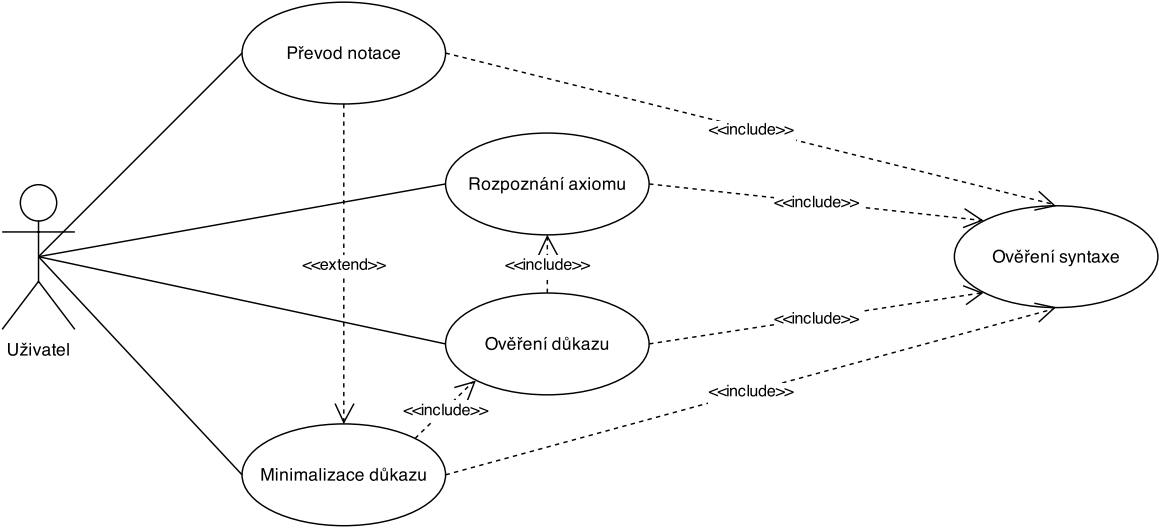 Převod notace
<<include>>
Rozpoznání axiomu
<<include>>
Ověření syntaxe
<<extend>>
<<include>>
<<include>>
Ověření důkazu
Uživatel
<<include>>
<<include>>
Minimalizace důkazu